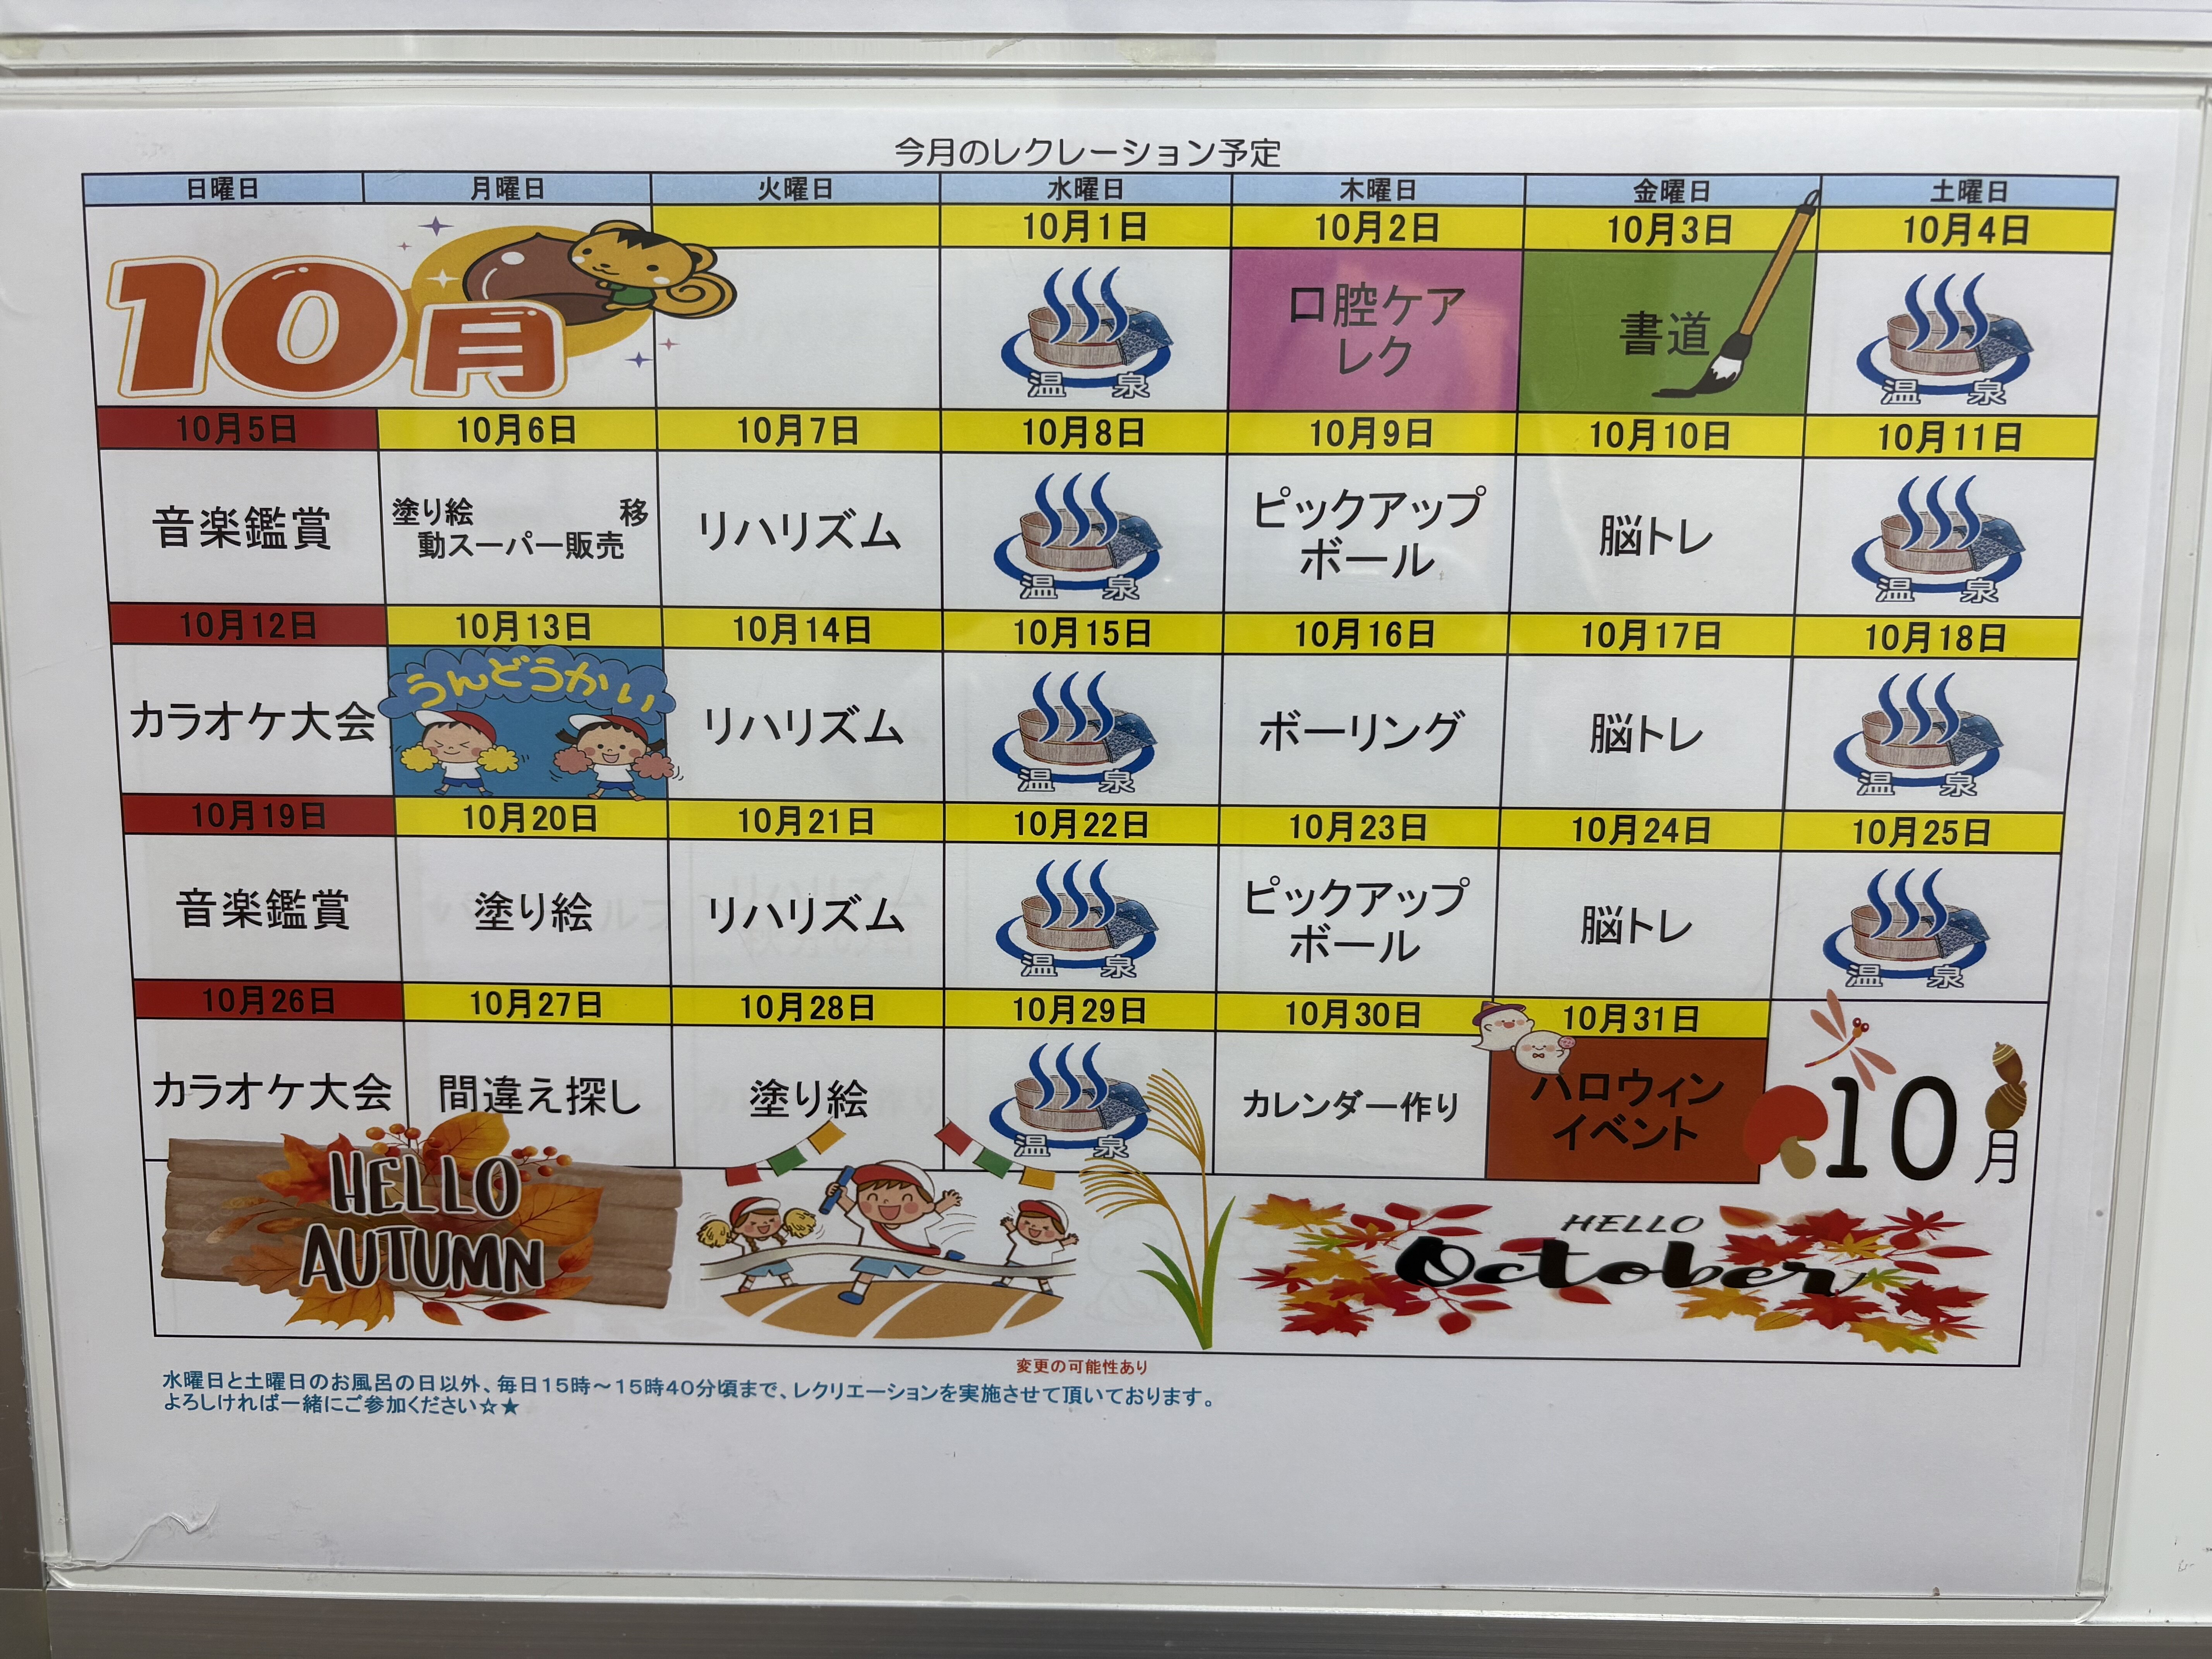 今月のレクレーション予定
日曜日 月曜日 火曜日 水曜日 木曜日 金曜日 土曜日
10月1日 10月2日 10月3日 10月4日
10月
温 泉
口腔ケア
レク
書道
温 泉
10月5日 10月6日 10月7日 10月8日 10月9日 10月10日 10月11日
音楽鑑賞
塗り絵 移
動スーパー販売
リハリズム
温 泉
ピックアップ
ボール
脳トレ
温 泉
10月12日 10月13日 10月14日 10月15日 10月16日 10月17日 10月18日
カラオケ大会
うんどうかい
リハリズム
温 泉
ボーリング
脳トレ
温 泉
10月19日 10月20日 10月21日 10月22日 10月23日 10月24日 10月25日
音楽鑑賞
塗り絵
リハリズム
温 泉
ピックアップ
ボール
脳トレ
温 泉
10月26日 10月27日 10月28日 10月29日 10月30日 10月31日
カラオケ大会
間違え探し
塗り絵
温 泉
カレンダー作り
ハロウィン
イベント
10月
HELLO
AUTUMN
HELLO
October
変更の可能性あり
水曜日と土曜日のお風呂の日以外、毎日15時～15時40分頃まで、レクリエーションを実施させて頂いております。
よろしければ一緒にご参加ください☆★